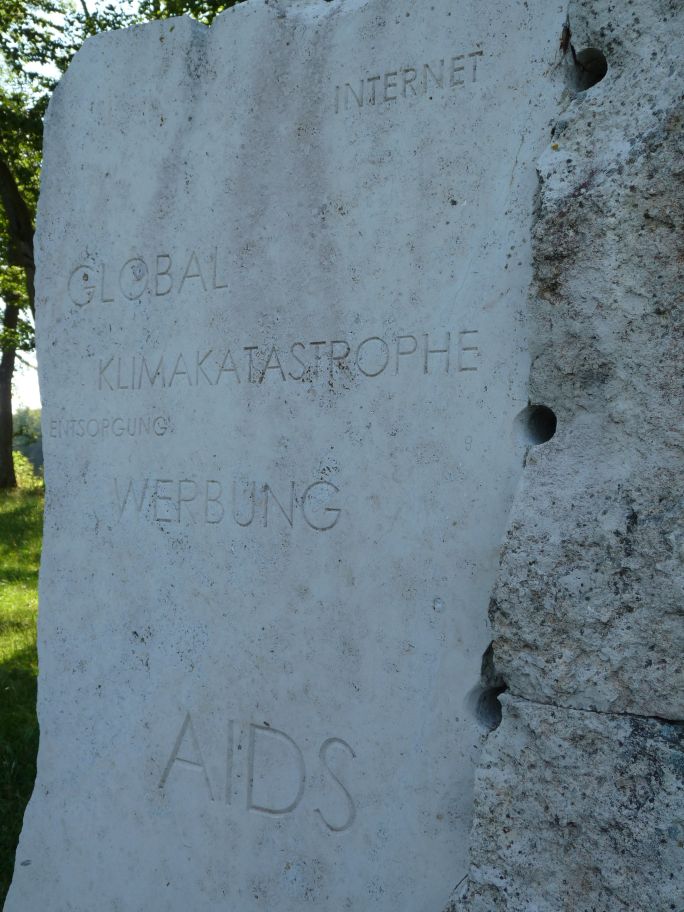 INTERNET
GLOBAL
KLIMAKATASTROPHE
ENTSORGUNG
WERBUNG
AIDS